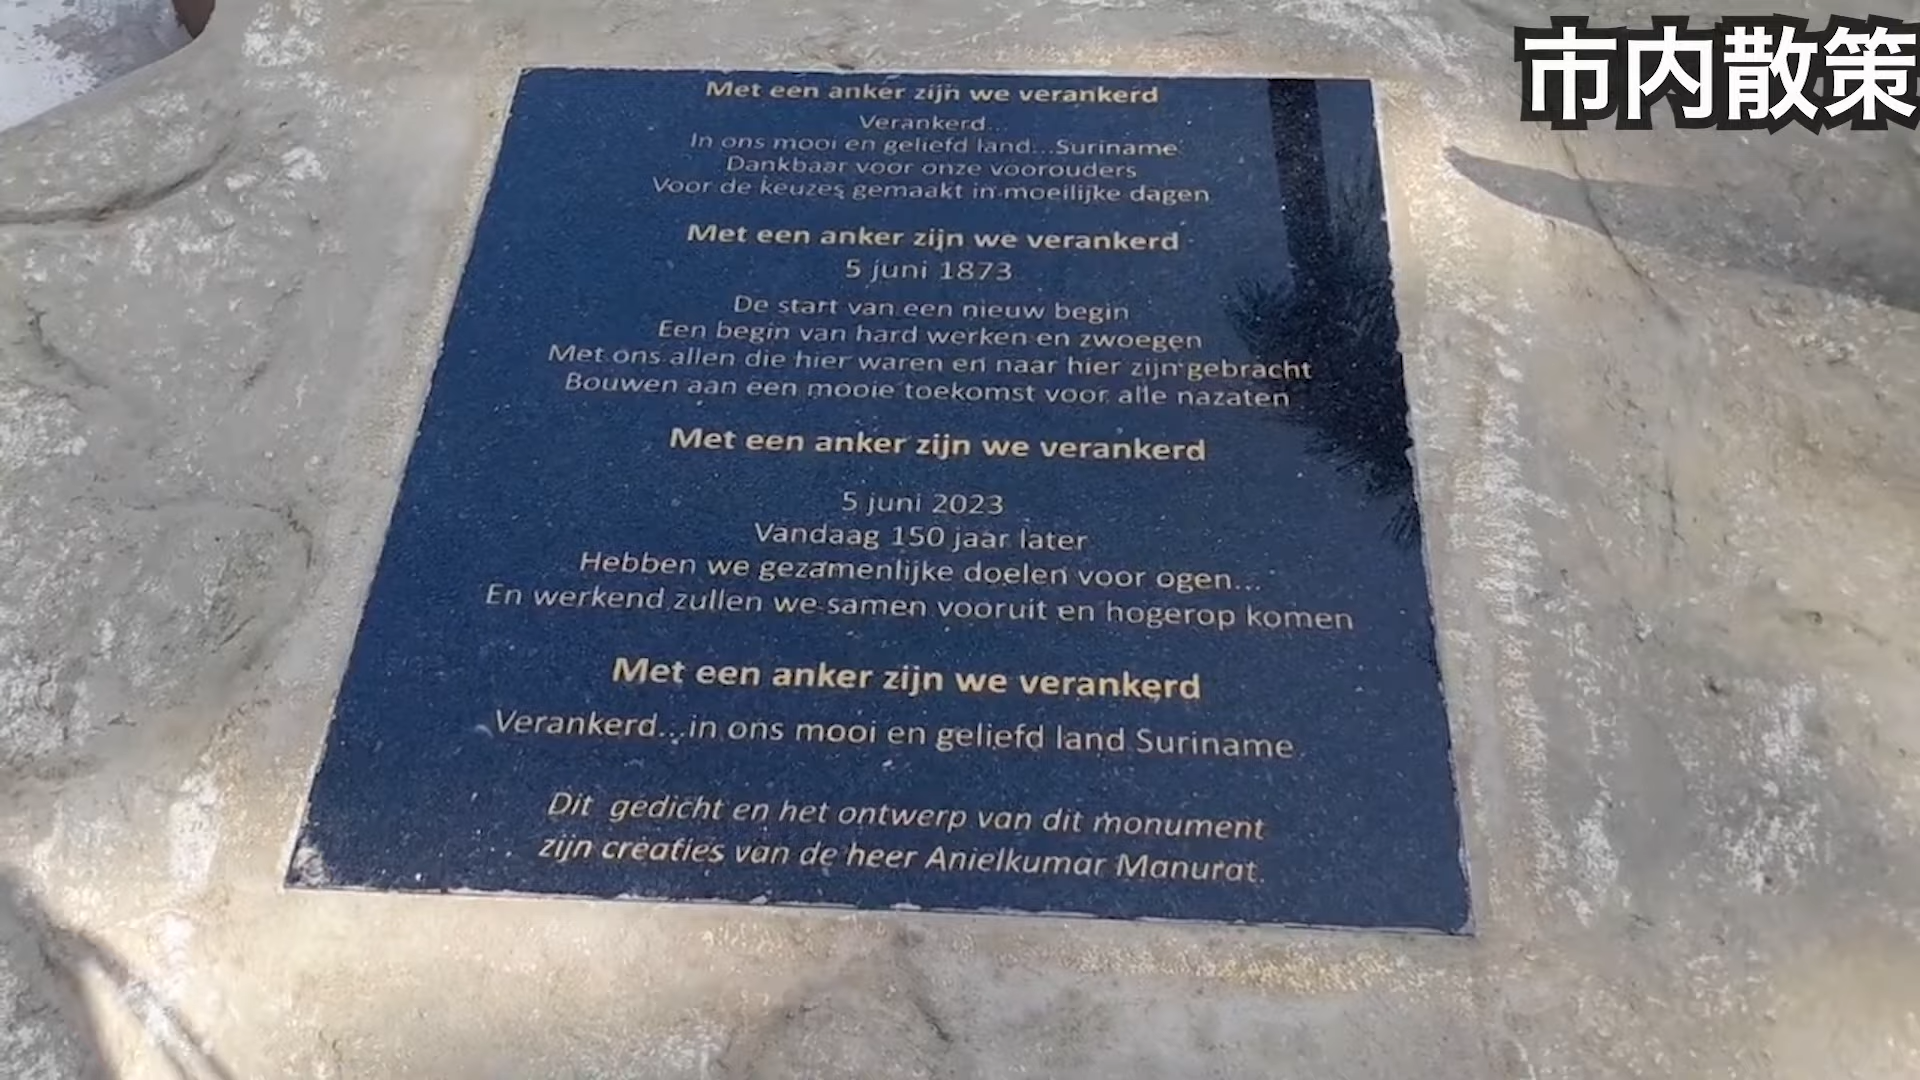 市内散策
Met een anker zijn we verankerd
Verankerd...
In ons mooi en geliefd land...Suriname
Dankbaar voor onze voorouders
Voor de keuzes gemaakt in moeilijke dagen
Met een anker zijn we verankerd
5 juni 1873
De start van een nieuw begin
Een begin van hard werken en zwoegen
Met ons allen die hier waren en naar hier zijn gebracht
Bouwen aan een mooie toekomst voor alle nazaten
Met een anker zijn we verankerd
5 juni 2023
Vandaag 150 jaar later
Hebben we gezamenlijke doelen voor ogen...
En werkend zullen we samen vooruit en hogerop komen
Met een anker zijn we verankerd
Verankerd...in ons mooi en geliefd land Suriname
Dit gedicht en het ontwerp van dit monument
zijn creaties van de heer Anielkumar Manurat.